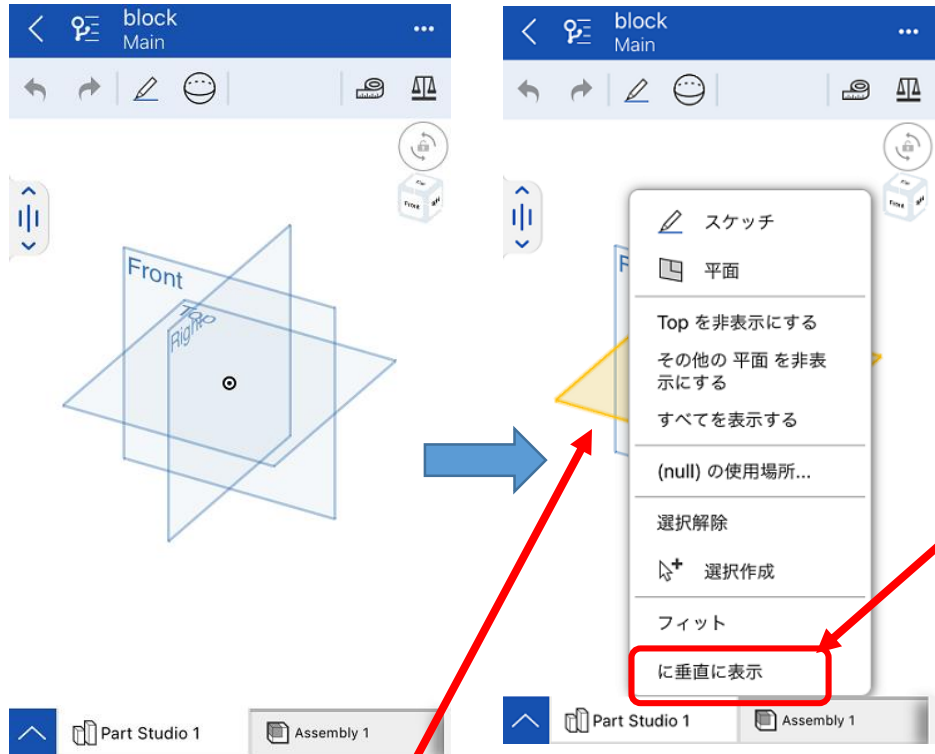 block
Main
Front
Top
Right
Front
Part Studio 1
Assembly 1
block
Main
Front
スケッチ
平面
Top を非表示にする
その他の 平面 を非表
示にする
すべてを表示する
(null) の使用場所...
選択解除
選択作成
フィット
に垂直に表示
Part Studio 1
Assembly 1